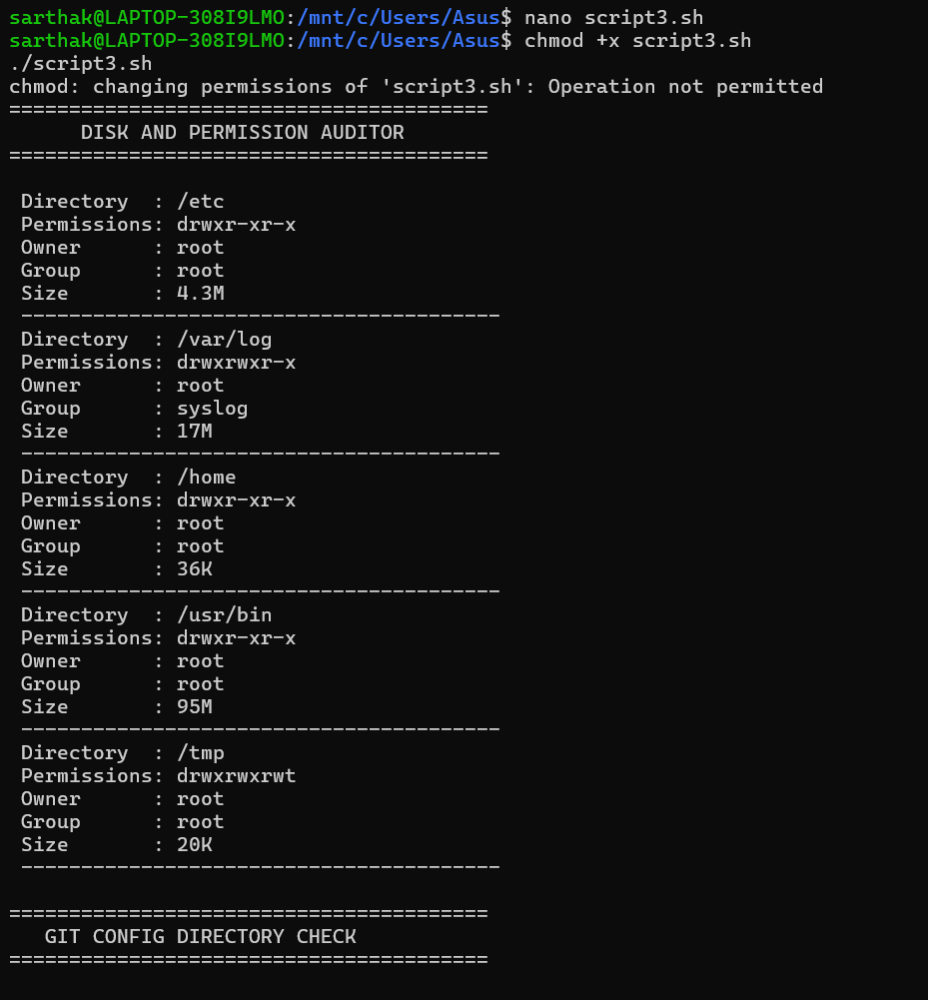 sarthak@LAPTOP-308I9LMO:/mnt/c/Users/Asus$ nano script3.sh
sarthak@LAPTOP-308I9LMO:/mnt/c/Users/Asus$ chmod +x script3.sh
./script3.sh
chmod: changing permissions of 'script3.sh': Operation not permitted
========================================
      DISK AND PERMISSION AUDITOR
========================================
 Directory  : /etc
 Permissions: drwxr-xr-x
 Owner      : root
 Group      : root
 Size       : 4.3M
 ----------------------------------------
 Directory  : /var/log
 Permissions: drwxrwxr-x
 Owner      : root
 Group      : syslog
 Size       : 17M
 ----------------------------------------
 Directory  : /home
 Permissions: drwxr-xr-x
 Owner      : root
 Group      : root
 Size       : 36K
 ----------------------------------------
 Directory  : /usr/bin
 Permissions: drwxr-xr-x
 Owner      : root
 Group      : root
 Size       : 95M
 ----------------------------------------
 Directory  : /tmp
 Permissions: drwxrwxrwt
 Owner      : root
 Group      : root
 Size       : 20K
 ----------------------------------------
========================================
   GIT CONFIG DIRECTORY CHECK
========================================